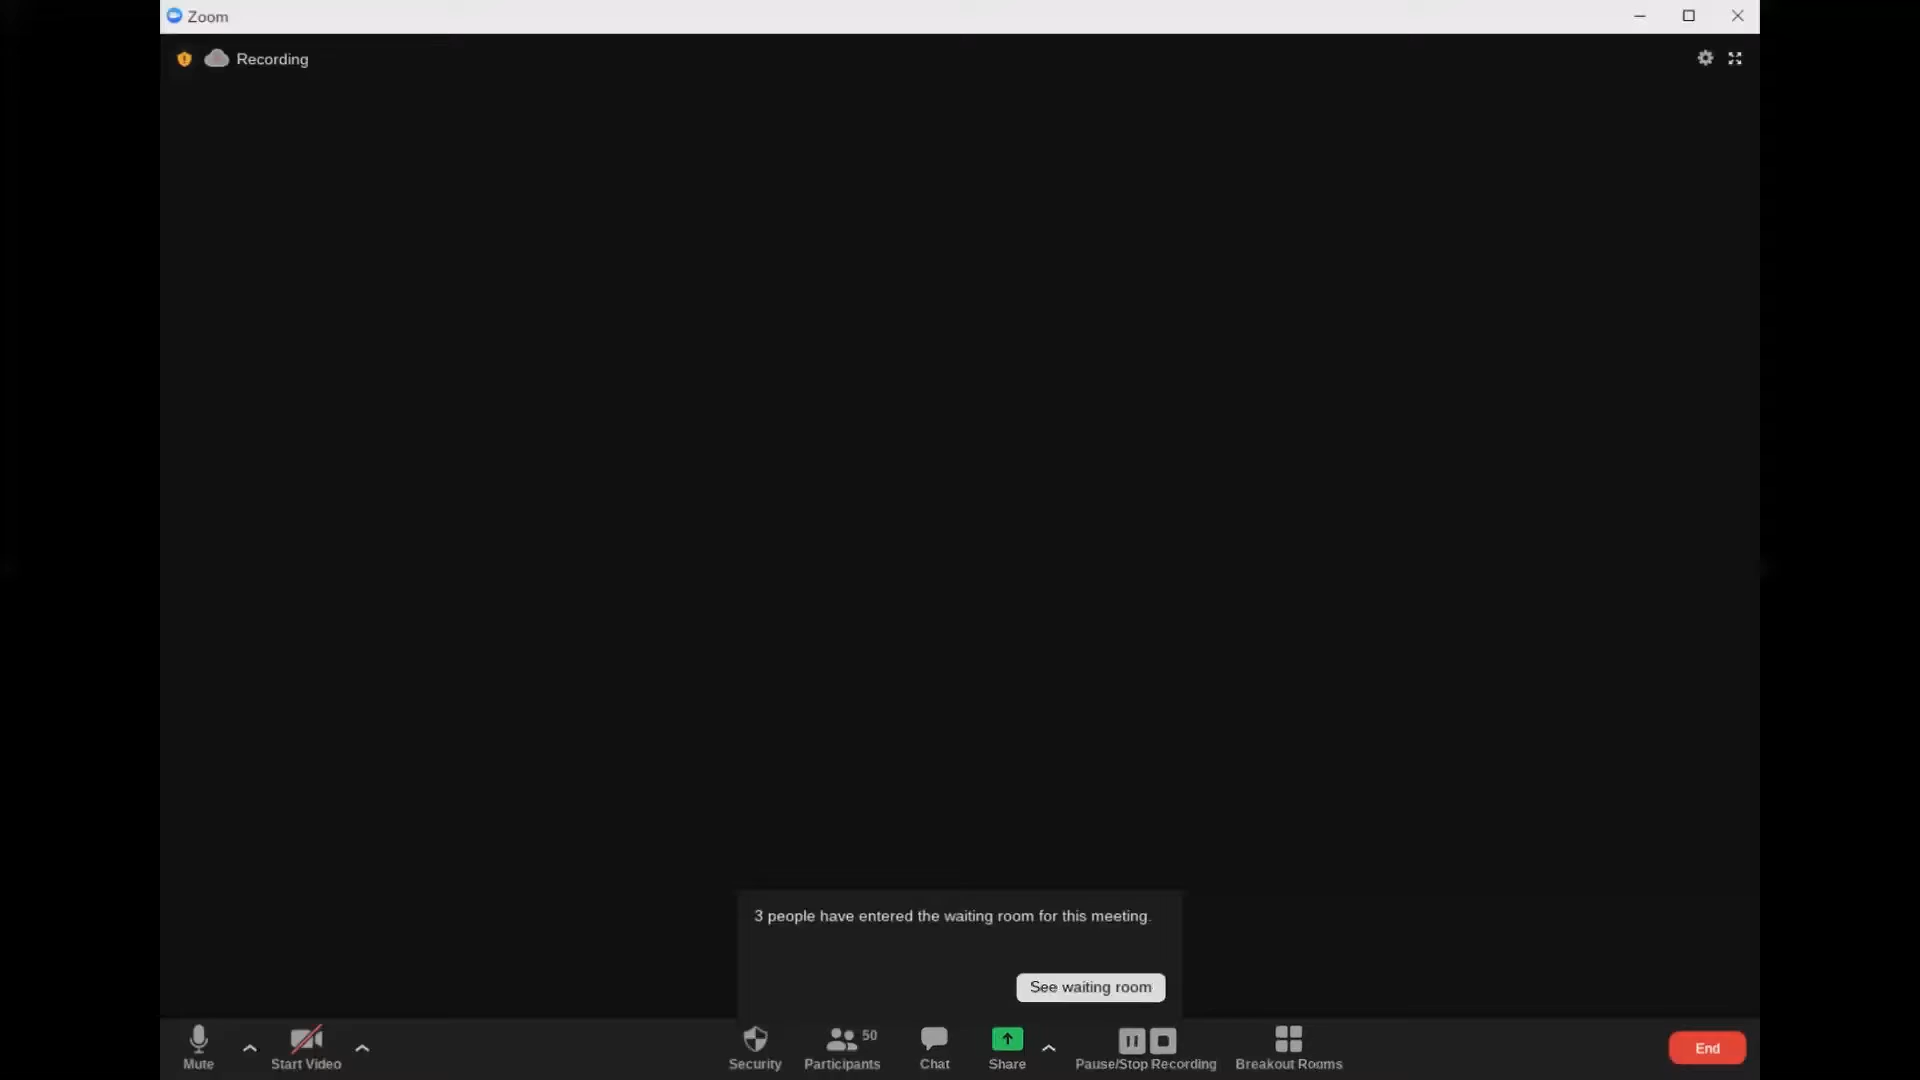 Zoom
Recording
3 people have entered the waiting room for this meeting.
See waiting room
50
Mute
Start Video
Security
Participants
Chat
Share
Pause/Stop Recording
Breakout Rooms
End